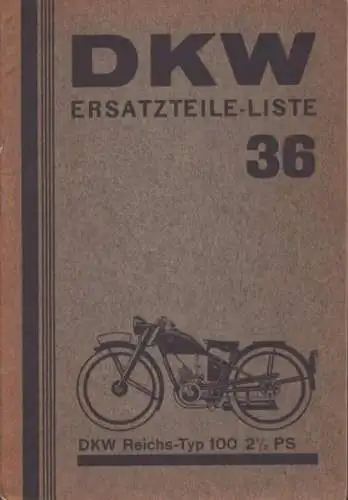 DKW
ERSATZTEILE-LISTE
36
DKW Reichs-Typ 100 2½ PS